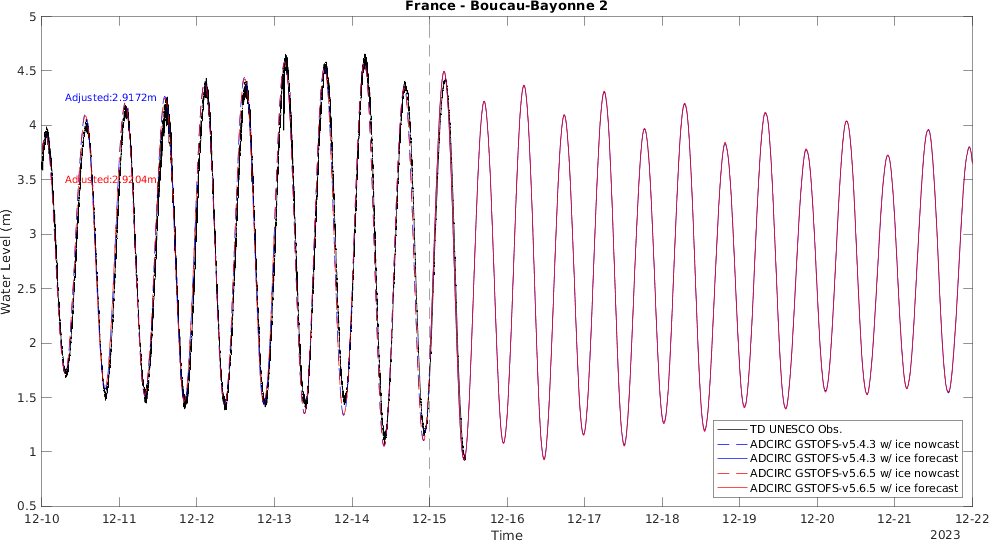 France - Boucau-Bayonne 2
5
4.5
4
3.5
3
2.5
2
1.5
1
0.5
Water Level (m)
Adjusted:2.9172m
Adjusted:2.9204m
TD UNESCO Obs.
ADCIRC GSTOFS-v5.4.3 w/ ice nowcast
ADCIRC GSTOFS-v5.4.3 w/ ice forecast
ADCIRC GSTOFS-v5.6.5 w/ ice nowcast
ADCIRC GSTOFS-v5.6.5 w/ ice forecast
12-10 12-11 12-12 12-13 12-14 12-15 12-16 12-17 12-18 12-19 12-20 12-21 12-22
Time
2023